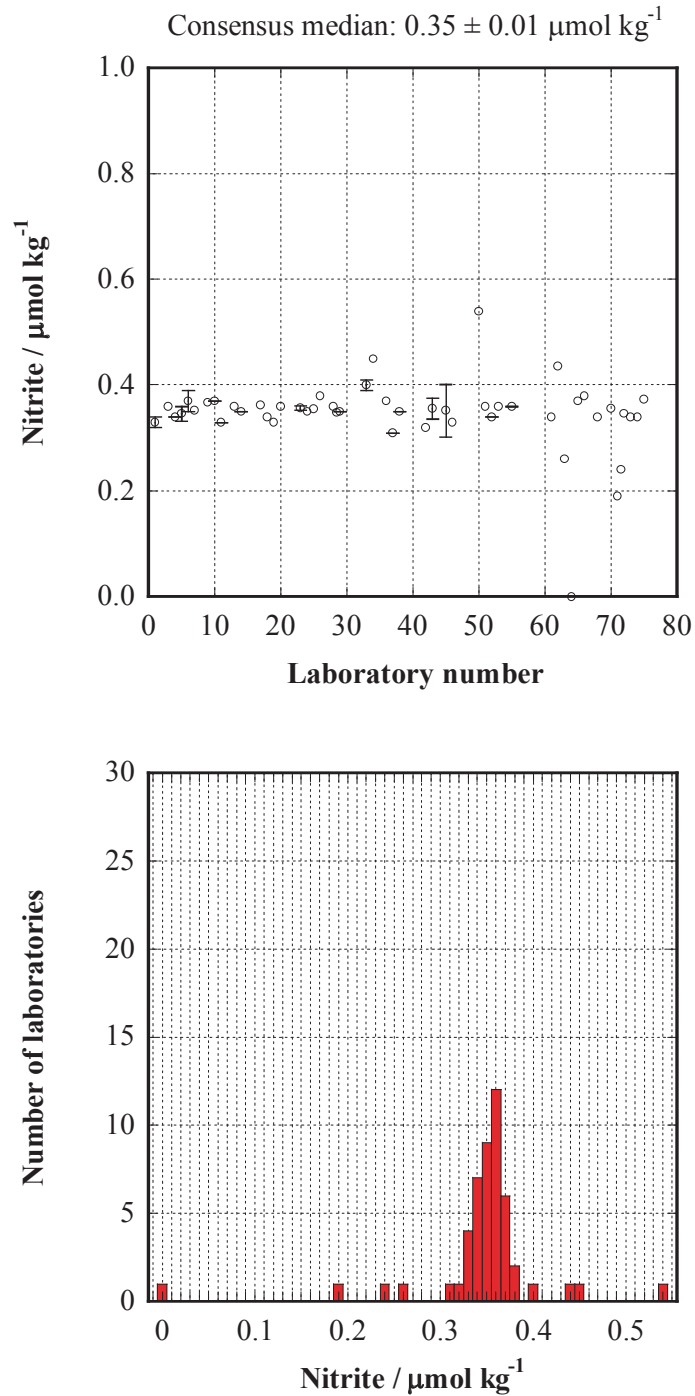 Consensus median: 0.35 ± 0.01 μmol kg⁻¹
1.0
0.8
0.6
0.4
0.2
0.0
Nitrite / μmol kg⁻¹
0 10 20 30 40 50 60 70 80
Laboratory number
30
25
20
15
10
5
0
Number of laboratories
0 0.1 0.2 0.3 0.4 0.5
Nitrite / μmol kg⁻¹